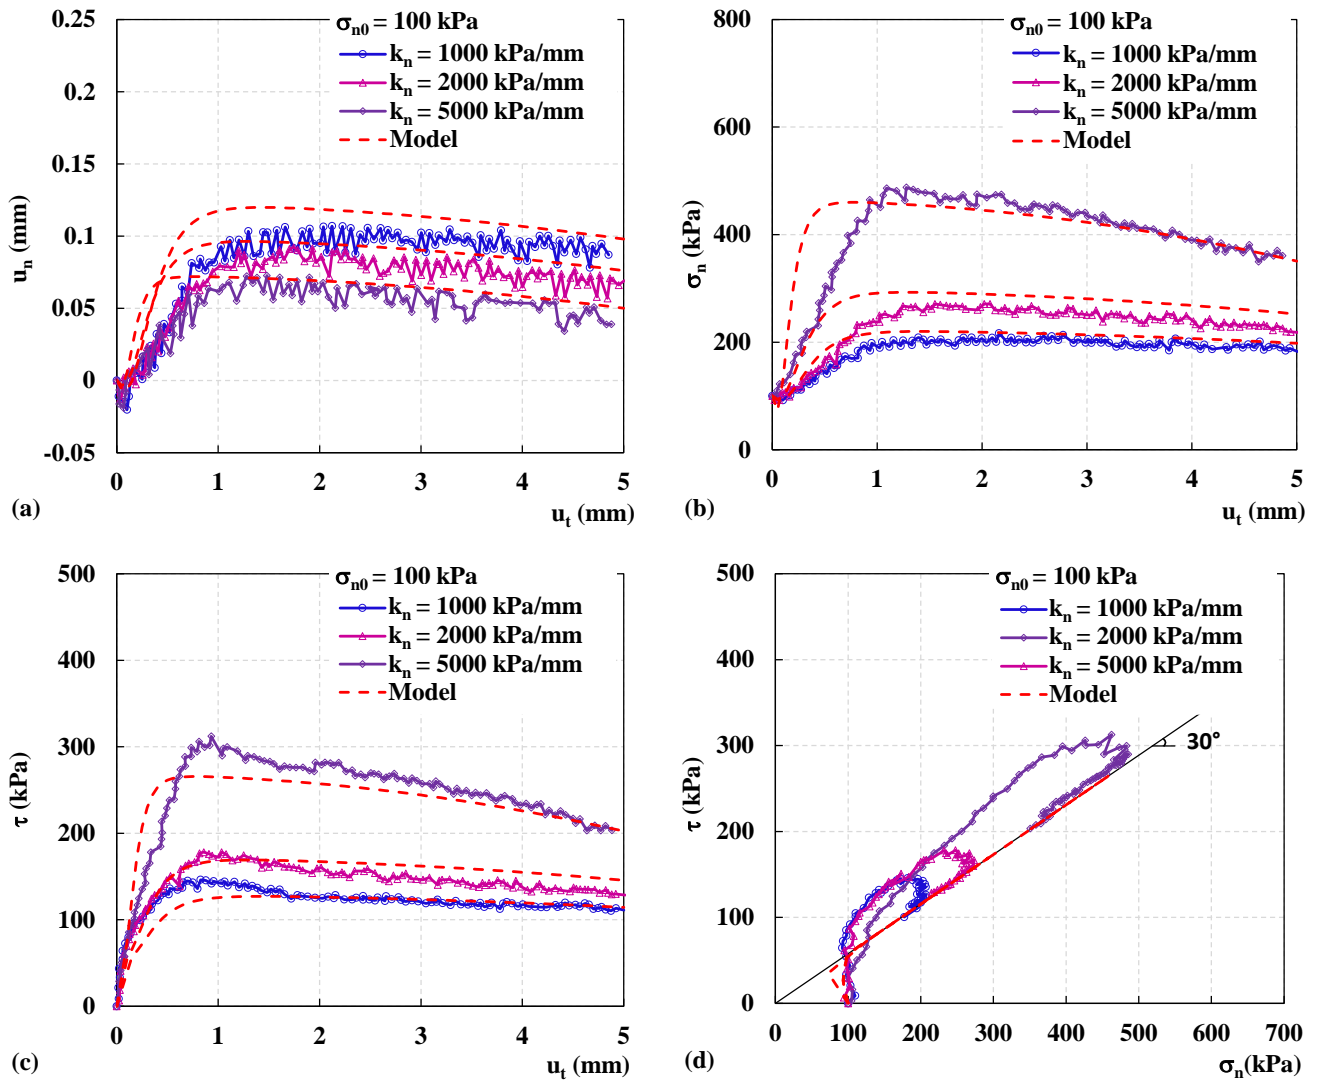 σn0 = 100 kPa
kn = 1000 kPa/mm
kn = 2000 kPa/mm
kn = 5000 kPa/mm
Model
0.25
0.2
0.15
0.1
0.05
0
-0.05
un (mm)
0 1 2 3 4 5
ut (mm)
(a)
σn0 = 100 kPa
kn = 1000 kPa/mm
kn = 2000 kPa/mm
kn = 5000 kPa/mm
Model
800
600
400
200
0
σn (kPa)
0 1 2 3 4 5
ut (mm)
(b)
σn0 = 100 kPa
kn = 1000 kPa/mm
kn = 2000 kPa/mm
kn = 5000 kPa/mm
Model
500
400
300
200
100
0
τ (kPa)
0 1 2 3 4 5
ut (mm)
(c)
σn0 = 100 kPa
kn = 1000 kPa/mm
kn = 2000 kPa/mm
kn = 5000 kPa/mm
Model
30°
500
400
300
200
100
0
τ (kPa)
0 100 200 300 400 500 600 700
σn(kPa)
(d)